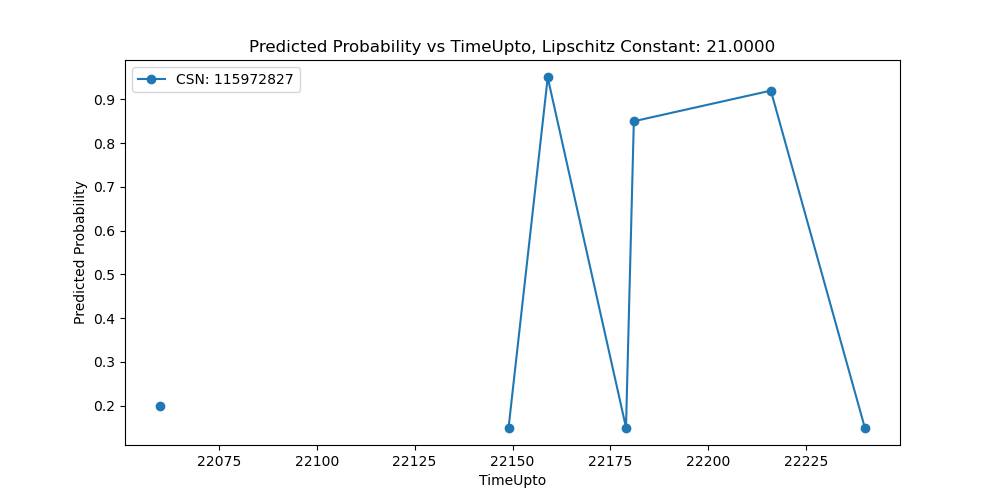 Predicted Probability vs TimeUpto, Lipschitz Constant: 21.0000
CSN: 115972827
Predicted Probability
0.9
0.8
0.7
0.6
0.5
0.4
0.3
0.2
22075 22100 22125 22150 22175 22200 22225
TimeUpto